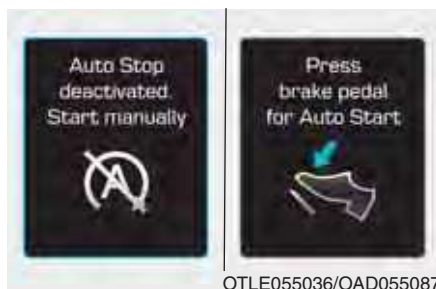 Auto Stop
deactivated.
Start manually
A
Press
brake pedal
for Auto Start
OTLE055036/OAD055087